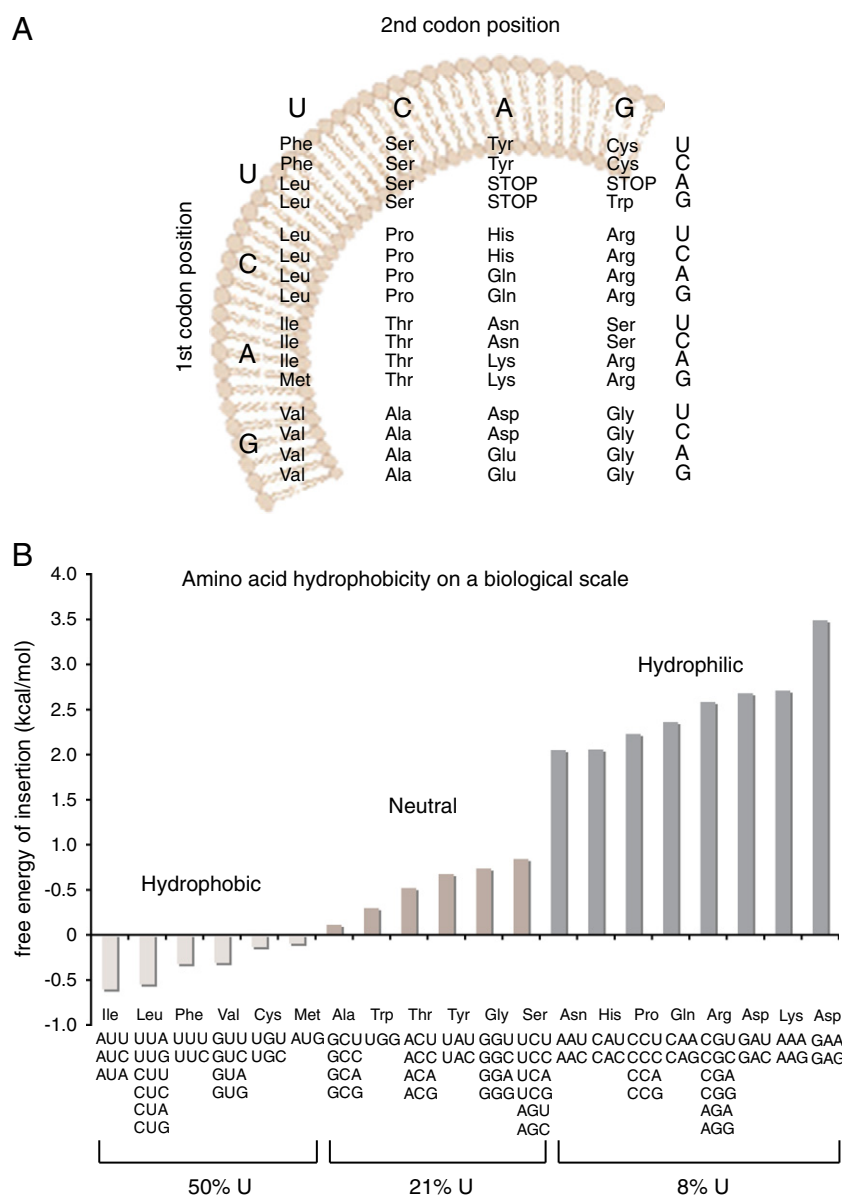 A
2nd codon position
U C A G
1st codon position
Phe Ser Tyr Cys U
Phe Ser Tyr Cys C
U
Leu Ser STOP STOP A
Leu Ser STOP Trp G
Leu Pro His Arg U
Leu Pro His Arg C
C
Leu Pro Gln Arg A
Leu Pro Gln Arg G
Ile Thr Asn Ser U
Ile Thr Asn Ser C
A
Ile Thr Lys Arg A
Met Thr Lys Arg G
Val Ala Asp Gly U
Val Ala Asp Gly C
G
Val Ala Glu Gly A
Val Ala Glu Gly G
B
Amino acid hydrophobicity on a biological scale
free energy of insertion (kcal/mol)
4.0
3.5
3.0
2.5
2.0
1.5
1.0
-0.5
0
-0.5
-1.0
Hydrophobic
Neutral
Hydrophilic
Ile Leu Phe Val Cys Met Ala Trp Thr Tyr Gly Ser Asn His Pro Gln Arg Asp Lys Asp
AUU UUA UUU GUU UGU AUG GCU UGG ACU UAU GGU UCU AAU CAU CCU CAA CGU GAU AAA GAA
AUC UUG UUC GUC UGC GCC ACC UAC GGC UCC AAC CAC CCC CAG CGC GAC AAG GAG
AUA CUU GUA GCA ACA GGA UCA CCA CGA
CUC GUG GCG ACG GGG UCG CCG CGG
CUA AGU AGA
CUG AGC AGG
50% U 21% U 8% U